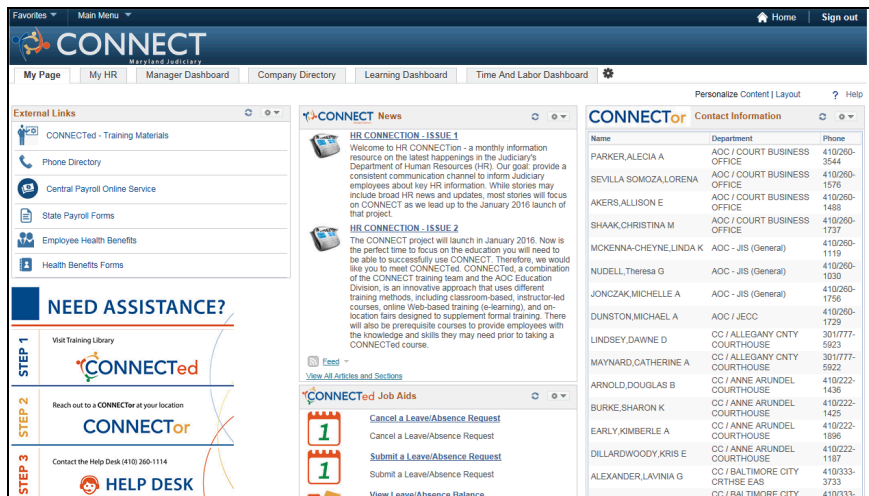 Favorites Main Menu Home Sign out
CONNECT
Maryland Judiciary
My Page My HR Manager Dashboard Company Directory Learning Dashboard Time And Labor Dashboard
Personalize Content | Layout ? Help
External Links
CONNECTed - Training Materials
Phone Directory
Central Payroll Online Service
State Payroll Forms
Employee Health Benefits
Health Benefits Forms
NEED ASSISTANCE?
STEP 1
Visit Training Library
CONNECTed
STEP 2
Reach out to a CONNECTor at your location
CONNECTor
STEP 3
Contact the Help Desk (410) 260-1114
HELP DESK
CONNECT News
HR CONNECTION - ISSUE 1
Welcome to HR CONNECTion - a monthly information
resource on the latest happenings in the Judiciary's
Department of Human Resources (HR). Our goal: provide a
consistent communication channel to inform Judiciary
employees about key HR information. While stories may
include broad HR news and updates, most stories will focus
on CONNECT as we lead up to the January 2016 launch of
that project.
HR CONNECTION - ISSUE 2
The CONNECT project will launch in January 2016. Now is
the perfect time to focus on the education you will need to
be able to successfully use CONNECT. Therefore, we would
like you to meet CONNECTed. CONNECTed, a combination
of the CONNECT training team and the AOC Education
Division, is an innovative approach that uses different
training methods, including classroom-based, instructor-led
courses, online Web-based training (e-learning), and on-
location fairs designed to supplement formal training. There
will also be prerequisite courses to provide employees with
the knowledge and skills they may need prior to taking a
CONNECTed course.
Feed
View All Articles and Sections
CONNECTed Job Aids
1
Cancel a Leave/Absence Request
Cancel a Leave/Absence Request
1
Submit a Leave/Absence Request
Submit a Leave/Absence Request
View Leave/Absence Balance
CONNECTor Contact Information
Name Department Phone
PARKER,ALECIA A AOC / COURT BUSINESS OFFICE 410/260-3544
SEVILLA SOMOZA,LORENA AOC / COURT BUSINESS OFFICE 410/260-1576
AKERS,ALLISON E AOC / COURT BUSINESS OFFICE 410/260-1488
SHAAK,CHRISTINA M AOC / COURT BUSINESS OFFICE 410/260-1737
MCKENNA-CHEYNE,LINDA K AOC - JIS (General) 410/260-1119
NUDELL,Theresa G AOC - JIS (General) 410/260-1030
JONCZAK,MICHELLE A AOC - JIS (General) 410/260-1756
DUNSTON,MICHAEL A AOC / JECC 410/260-1729
LINDSEY,DAWNE D CC / ALLEGANY CNTY COURTHOUSE 301/777-5923
MAYNARD,CATHERINE A CC / ALLEGANY CNTY COURTHOUSE 301/777-5922
ARNOLD,DOUGLAS B CC / ANNE ARUNDEL COURTHOUSE 410/222-1436
BURKE,SHARON K CC / ANNE ARUNDEL COURTHOUSE 410/222-1425
EARLY,KIMBERLE A CC / ANNE ARUNDEL COURTHOUSE 410/222-1896
DILLARDWOODY,KRIS E CC / ANNE ARUNDEL COURTHOUSE 410/222-1187
ALEXANDER,LAVINIA G CC / BALTIMORE CITY CRTHSE EAS 410/333-3733
CC / BALTIMORE CITY 410/333-